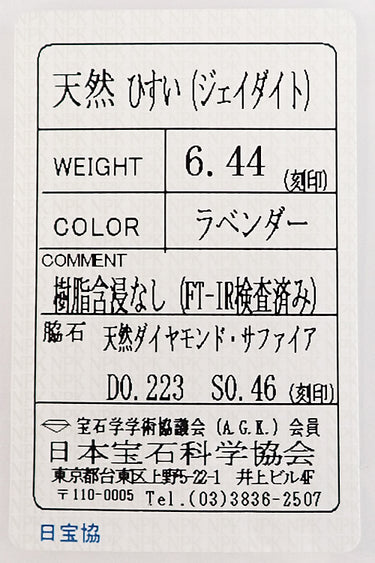 天然 ひすい (ジェイダイト)
WEIGHT 6.44 (刻印)
COLOR ラベンダー
COMMENT
樹脂含浸なし (FT-IR検査済み)
脇石 天然ダイヤモンド・サファイア
D0.223 S0.46 (刻印)
宝石学学術協議会 (A.G.K.) 会員
日本宝石科学協会
東京都台東区上野5-22-1 井上ビル4F
〒110-0005 Tel.(03)3836-2507
日宝協